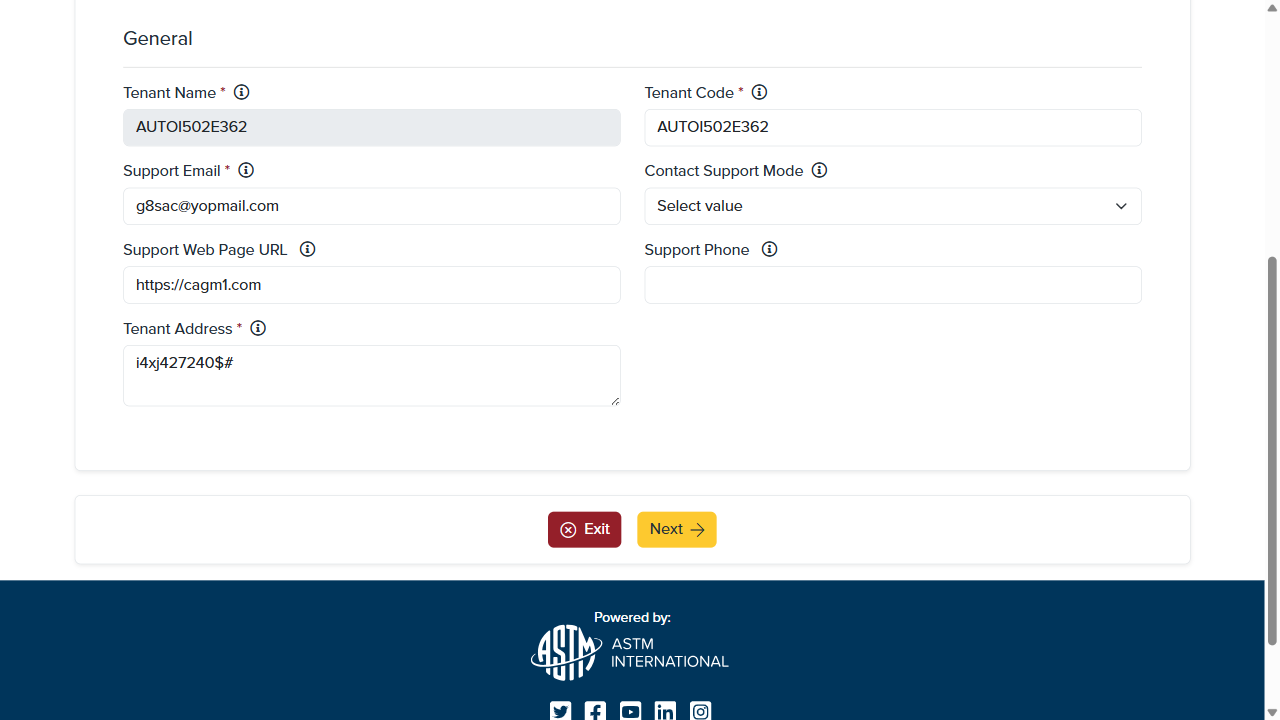 General
Tenant Name *
Tenant Code *
AUTOI502E362
AUTOI502E362
Support Email *
Contact Support Mode
g8sac@yopmail.com
Select value
Support Web Page URL
Support Phone
https://cagm1.com
Tenant Address *
i4xj427240$#
Exit
Next
Powered by:
ASTM
ASTM
INTERNATIONAL